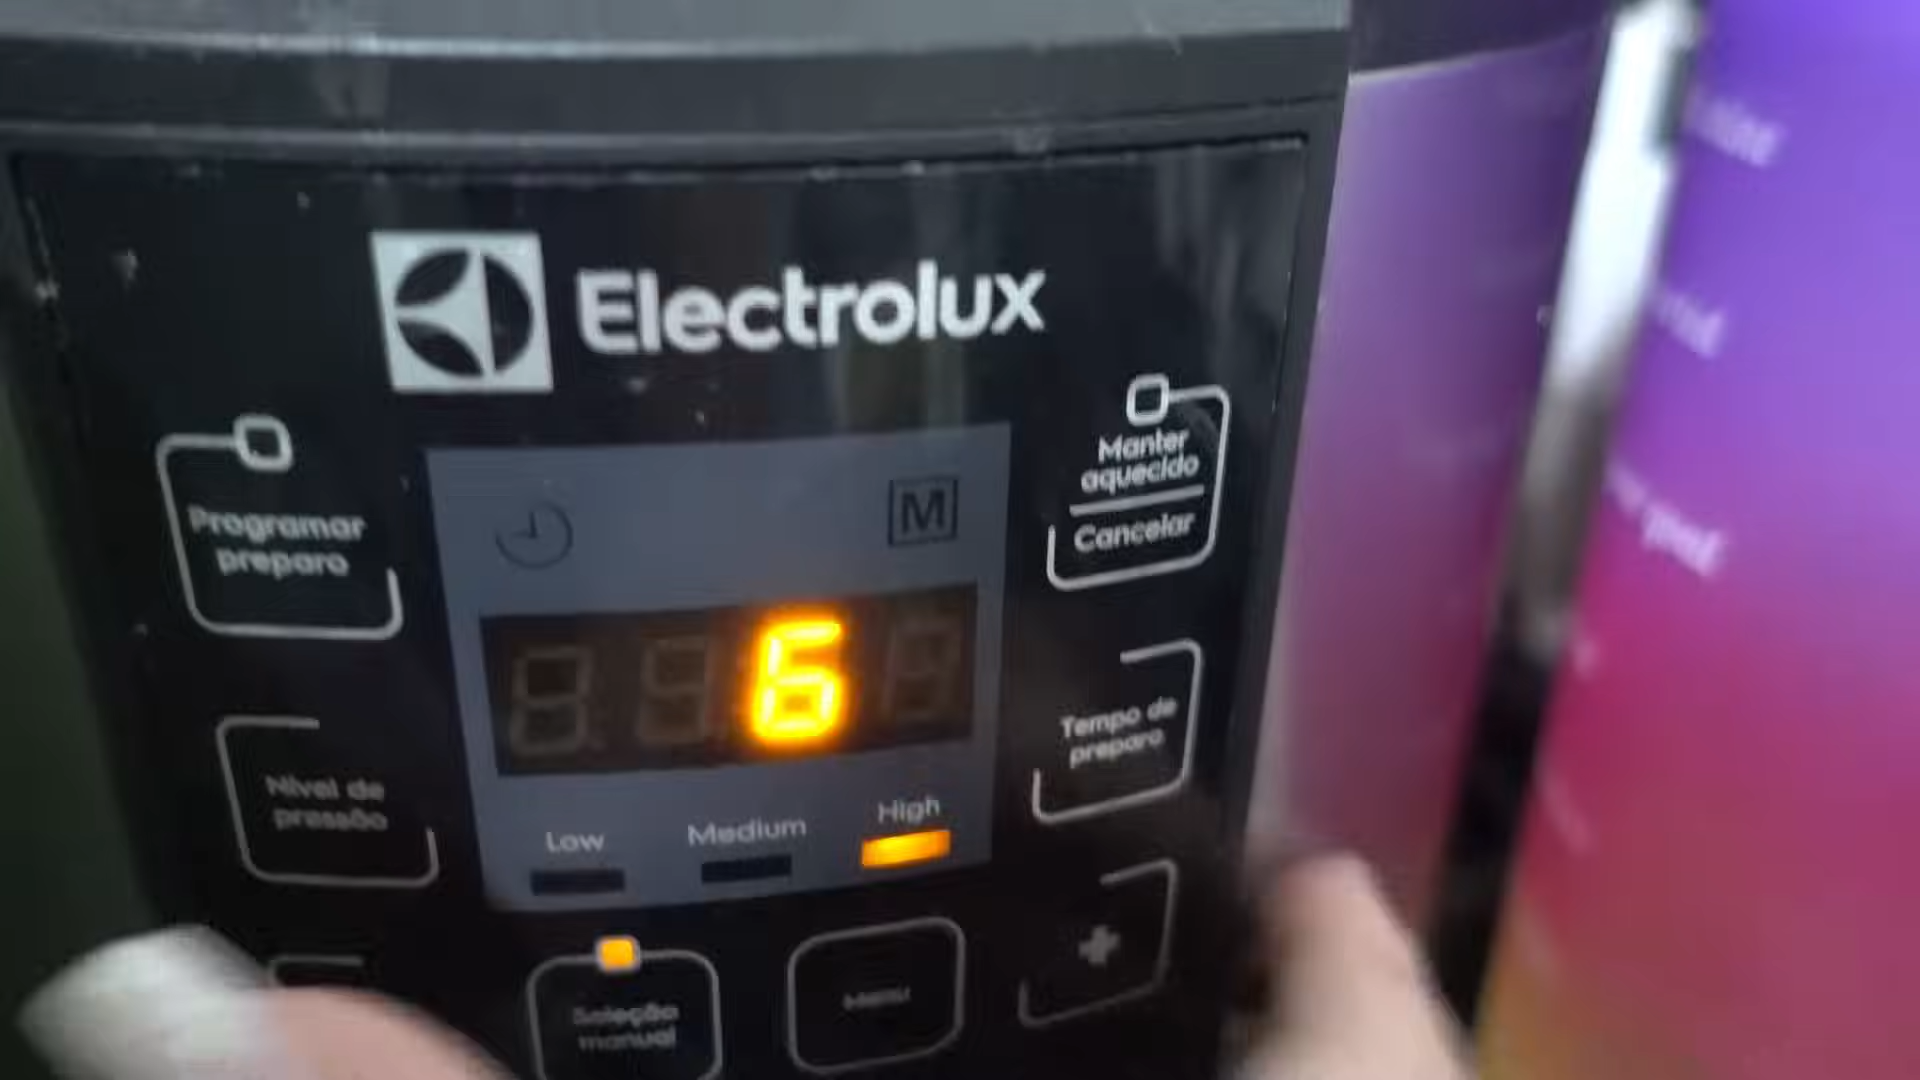 Electrolux
Manter
aquecido
Cancelar
Programar
preparo
M
6
Tempo de
preparo
Nível de
pressão
Low
Medium
High
+
Seleção
manual
Menu